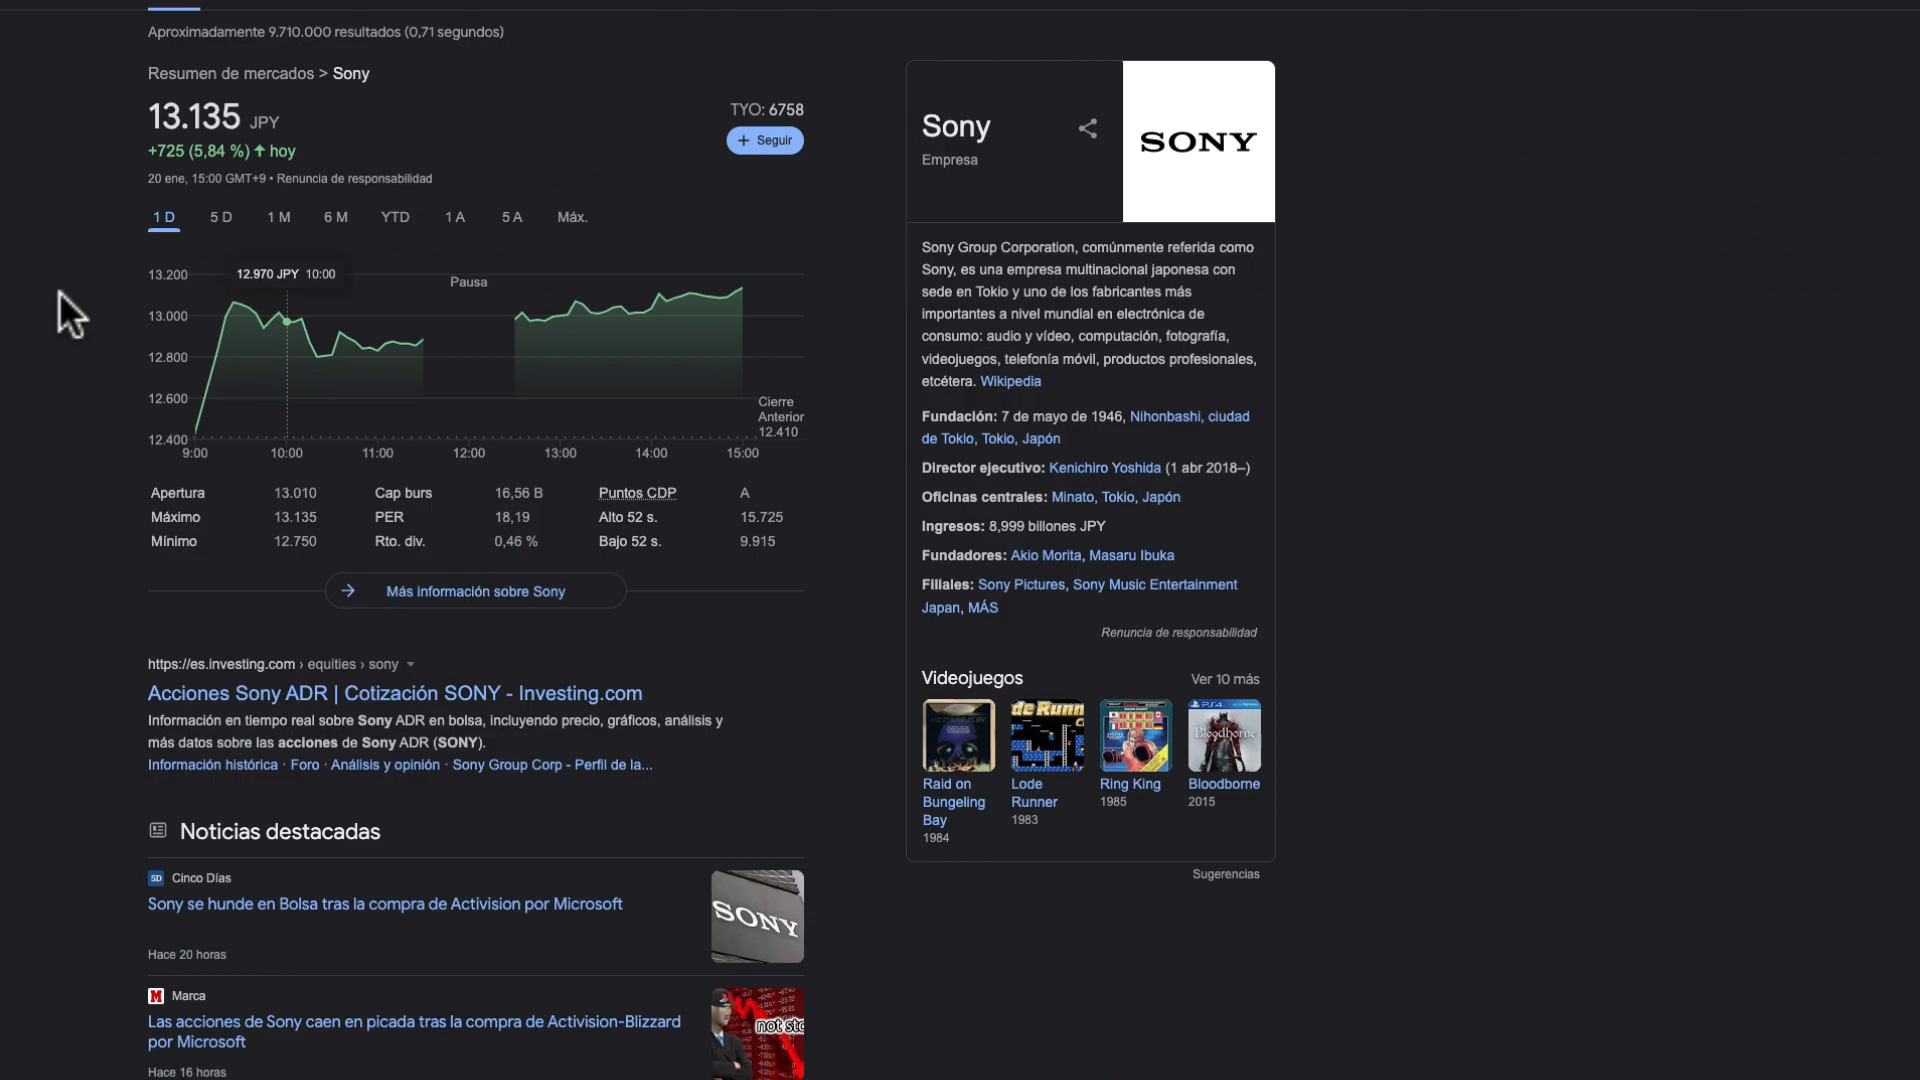 Aproximadamente 9.710.000 resultados (0,71 segundos)
Resumen de mercados > Sony
13.135 JPY
TYO: 6758
+725 (5,84 %) ↑ hoy
+ Seguir
20 ene, 15:00 GMT+9 • Renuncia de responsabilidad
1 D 5 D 1 M 6 M YTD 1 A 5 A Máx.
12.970 JPY 10:00
Pausa
13.200
13.000
12.800
12.600
12.400
Cierre
Anterior
12.410
9:00 10:00 11:00 12:00 13:00 14:00 15:00
Apertura 13.010 Cap burs 16,56 B Puntos CDP A
Máximo 13.135 PER 18,19 Alto 52 s. 15.725
Mínimo 12.750 Rto. div. 0,46 % Bajo 52 s. 9.915
Más información sobre Sony
https://es.investing.com › equities › sony
Acciones Sony ADR | Cotización SONY - Investing.com
Información en tiempo real sobre Sony ADR en bolsa, incluyendo precio, gráficos, análisis y
más datos sobre las acciones de Sony ADR (SONY).
Información histórica · Foro · Análisis y opinión · Sony Group Corp - Perfil de la...
Noticias destacadas
5D Cinco Días
Sony se hunde en Bolsa tras la compra de Activision por Microsoft
Hace 20 horas
SONY
M Marca
Las acciones de Sony caen en picada tras la compra de Activision-Blizzard
por Microsoft
Hace 16 horas
not sto
Sony
Empresa
SONY
Sony Group Corporation, comúnmente referida como
Sony, es una empresa multinacional japonesa con
sede en Tokio y uno de los fabricantes más
importantes a nivel mundial en electrónica de
consumo: audio y vídeo, computación, fotografía,
videojuegos, telefonía móvil, productos profesionales,
etcétera. Wikipedia
Fundación: 7 de mayo de 1946, Nihonbashi, ciudad
de Tokio, Tokio, Japón
Director ejecutivo: Kenichiro Yoshida (1 abr 2018–)
Oficinas centrales: Minato, Tokio, Japón
Ingresos: 8,999 billones JPY
Fundadores: Akio Morita, Masaru Ibuka
Filiales: Sony Pictures, Sony Music Entertainment
Japan, MÁS
Renuncia de responsabilidad
Videojuegos
Ver 10 más
de Runn
PS4
Bloodborne
Raid on
Bungeling
Bay
1984
Lode
Runner
1983
Ring King
1985
Bloodborne
2015
Sugerencias